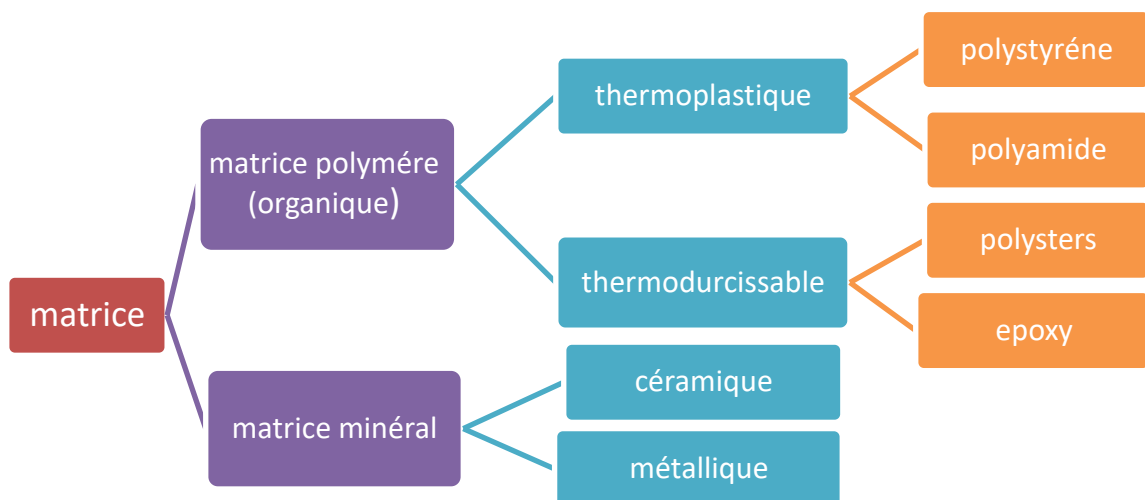 matrice
matrice polymére
(organique)
thermoplastique
polystyréne
polyamide
thermodurcissable
polysters
epoxy
matrice minéral
céramique
métallique